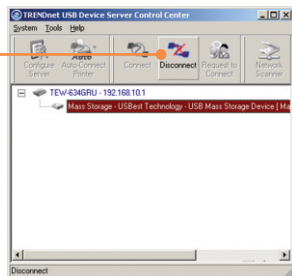 TRENDnet USB Device Server Control Center
System Tools Help
Configure Server
Auto-Connect Printer
Connect
Disconnect
Request to Connect
Network Scanner
TEW-634GRU - 192.168.10.1
Mass Storage - USBest Technology - USB Mass Storage Device [ Ma
Disconnect